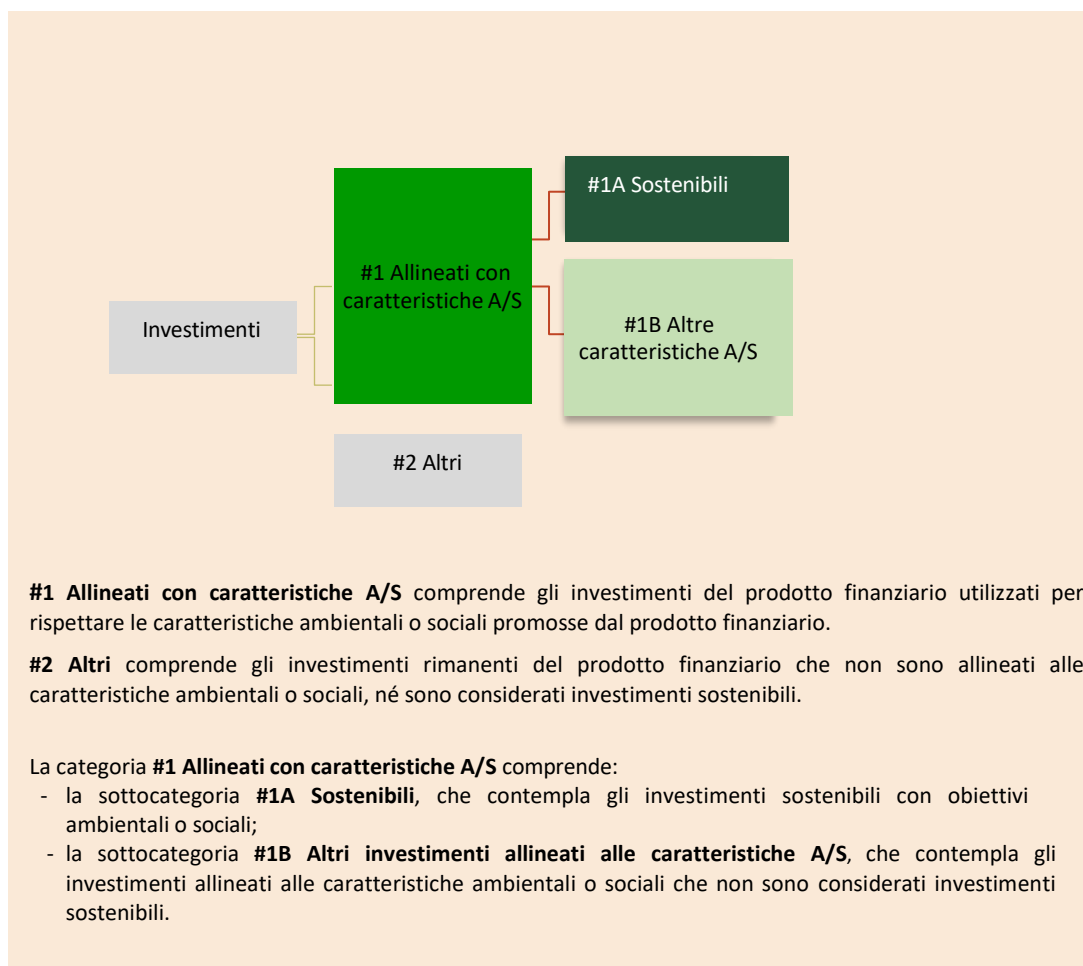 #1A Sostenibili
#1 Allineati con
caratteristiche A/S
Investimenti
#1B Altre
caratteristiche A/S
#2 Altri
#1 Allineati con caratteristiche A/S comprende gli investimenti del prodotto finanziario utilizzati per
rispettare le caratteristiche ambientali o sociali promosse dal prodotto finanziario.
#2 Altri comprende gli investimenti rimanenti del prodotto finanziario che non sono allineati alle
caratteristiche ambientali o sociali, né sono considerati investimenti sostenibili.
La categoria #1 Allineati con caratteristiche A/S comprende:
- la sottocategoria #1A Sostenibili, che contempla gli investimenti sostenibili con obiettivi
ambientali o sociali;
- la sottocategoria #1B Altri investimenti allineati alle caratteristiche A/S, che contempla gli
investimenti allineati alle caratteristiche ambientali o sociali che non sono considerati investimenti
sostenibili.